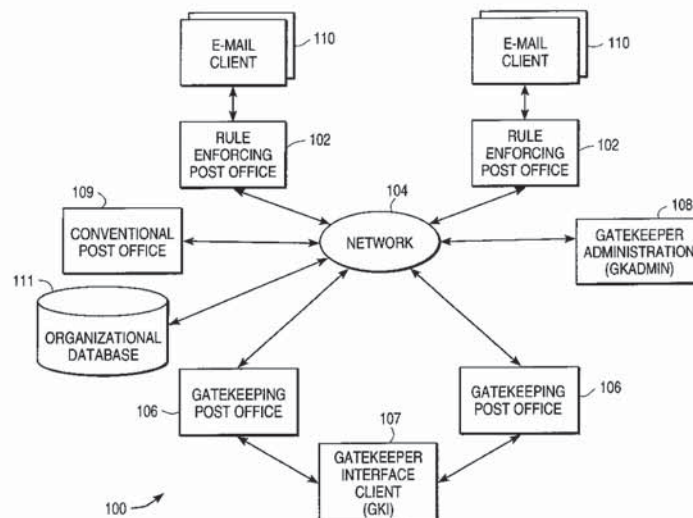 110
E-MAIL
CLIENT
110
E-MAIL
CLIENT
RULE
ENFORCING
POST OFFICE
102
RULE
ENFORCING
POST OFFICE
102
109
CONVENTIONAL
POST OFFICE
104
NETWORK
108
GATEKEEPER
ADMINISTRATION
(GKADMIN)
111
ORGANIZATIONAL
DATABASE
106
GATEKEEPING
POST OFFICE
GATEKEEPING
POST OFFICE
106
107
GATEKEEPER
INTERFACE
CLIENT
(GKI)
100